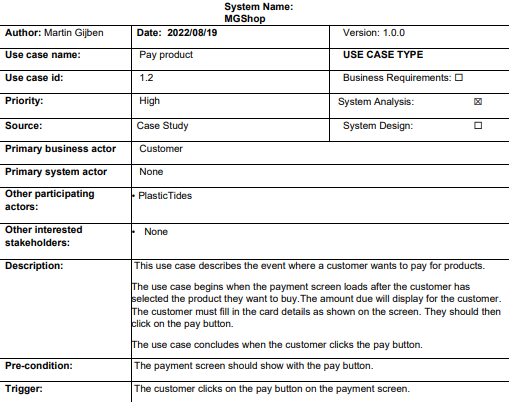 System Name:
MGShop
Author: Martin Gijben Date: 2022/08/19 Version: 1.0.0
Use case name: Pay product USE CASE TYPE
Use case id: 1.2 Business Requirements: ☐
Priority: High System Analysis: ☒
Source: Case Study System Design: ☐
Primary business actor Customer
Primary system actor None
Other participating
actors:
• PlasticTides
Other interested
stakeholders:
• None
Description: This use case describes the event where a customer wants to pay for products.
The use case begins when the payment screen loads after the customer has
selected the product they want to buy.The amount due will display for the customer.
The customer must fill in the card details as shown on the screen. They should then
click on the pay button.
The use case concludes when the customer clicks the pay button.
Pre-condition: The payment screen should show with the pay button.
Trigger: The customer clicks on the pay button on the payment screen.